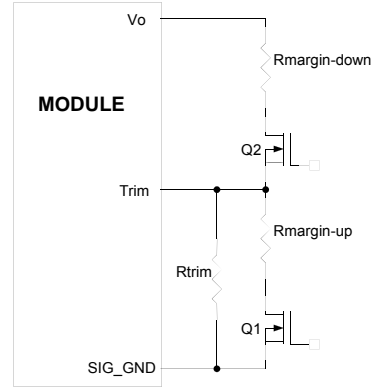 Vo
Rmargin-down
MODULE
Q2
Trim
Rmargin-up
Rtrim
Q1
SIG_GND